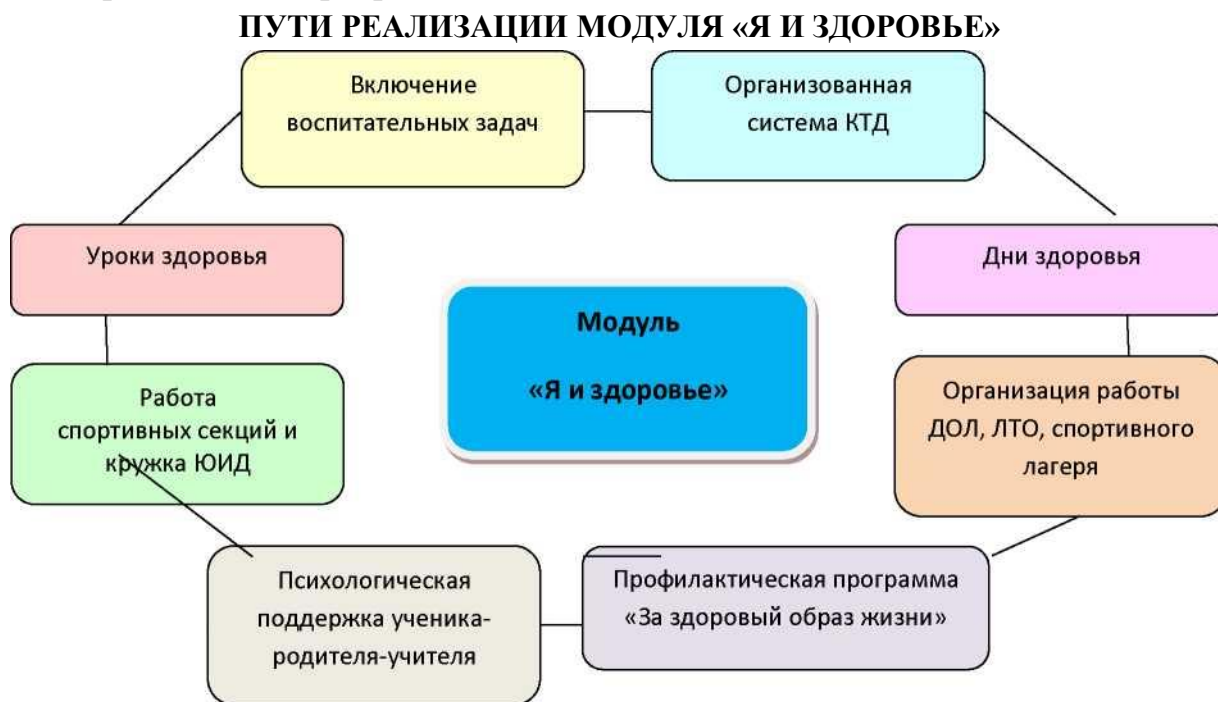 ПУТИ РЕАЛИЗАЦИИ МОДУЛЯ «Я И ЗДОРОВЬЕ»
Включение
воспитательных задач
Организованная
система КТД
Уроки здоровья
Дни здоровья
Модуль
«Я и здоровье»
Работа
спортивных секций и
кружка ЮИД
Организация работы
ДОЛ, ЛТО, спортивного
лагеря
Психологическая
поддержка ученика-
родителя-учителя
Профилактическая программа
«За здоровый образ жизни»